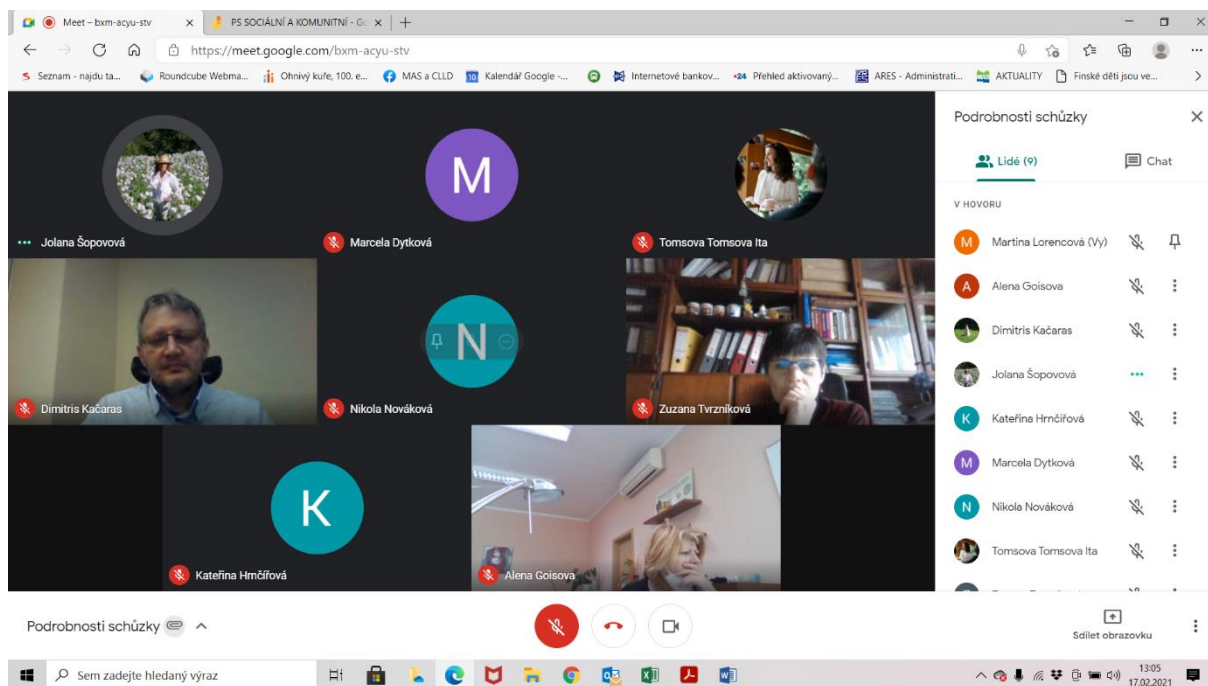 Meet – bxm-acyu-stv
PS SOCIÁLNÍ A KOMUNITNÍ - Go
https://meet.google.com/bxm-acyu-stv
Seznam - najdu ta...
Roundcube Webma...
Ohnivý kuře, 100. e...
MAS a CLLD
Kalendář Google -...
Internetové bankov...
Přehled aktivovaný...
ARES - Administrati...
AKTUALITY
Finské děti jsou ve...
Podrobnosti schůzky
Lidé (9)
Chat
V HOVORU
M
Martina Lorencová (Vy)
A
Alena Goisova
Dimitris Kačaras
Jolana Šopovová
K
Kateřina Hrnčířová
M
Marcela Dytková
N
Nikola Nováková
Tomsova Tomsova Ita
M
Jolana Šopovová
Marcela Dytková
Tomsova Tomsova Ita
N
Dimitris Kačaras
Nikola Nováková
Zuzana Tvrzníková
K
Kateřina Hrnčířová
Alena Goisova
Podrobnosti schůzky
Sdílet obrazovku
Sem zadejte hledaný výraz
13:05
17.02.2021